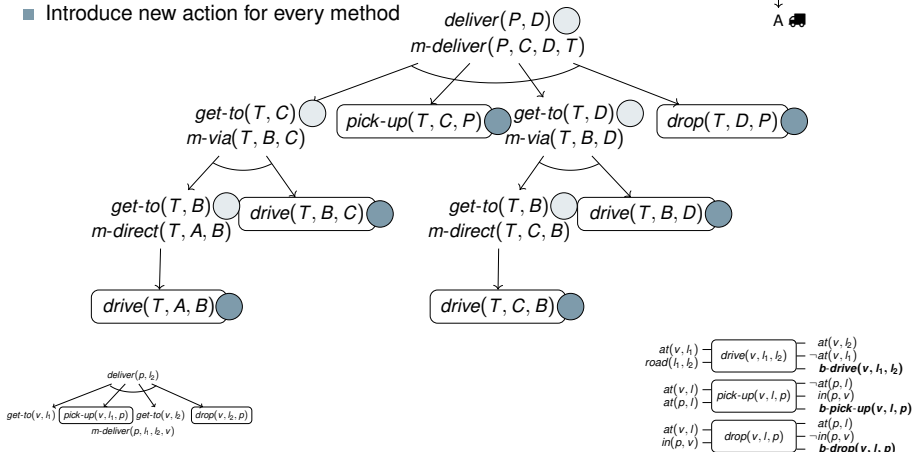 Introduce new action for every method
A
deliver(P, D)
m-deliver(P, C, D, T)
get-to(T, C)
m-via(T, B, C)
pick-up(T, C, P)
get-to(T, D)
m-via(T, B, D)
drop(T, D, P)
get-to(T, B)
m-direct(T, A, B)
drive(T, B, C)
get-to(T, B)
m-direct(T, C, B)
drive(T, B, D)
drive(T, A, B)
drive(T, C, B)
deliver(p, l₂)
get-to(v, l₁) pick-up(v, l₁, p) get-to(v, l₂) drop(v, l₂, p)
m-deliver(p, l₁, l₂, v)
at(v, l₁)
road(l₁, l₂)
drive(v, l₁, l₂)
at(v, l₂)
¬at(v, l₁)
b-drive(v, l₁, l₂)
at(v, l)
at(p, l)
pick-up(v, l, p)
¬at(p, l)
in(p, v)
b-pick-up(v, l, p)
at(v, l)
in(p, v)
drop(v, l, p)
at(p, l)
¬in(p, v)
b-drop(v, l, p)